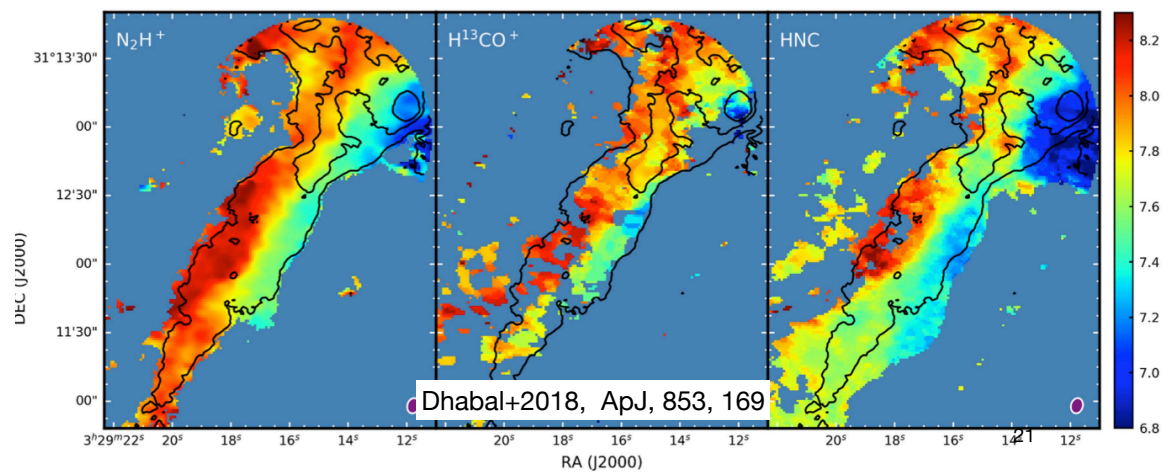 N₂H⁺
H¹³CO⁺
HNC
8.2
8.0
7.8
7.6
7.4
7.2
7.0
6.8
31°13'30"
00"
12'30"
00"
11'30"
00"
DEC (J2000)
3ʰ29ᵐ22ˢ 20ˢ 18ˢ 16ˢ 14ˢ 12ˢ
20ˢ 18ˢ 16ˢ 14ˢ 12ˢ
20ˢ 18ˢ 16ˢ 14ˢ 12ˢ
RA (J2000)
Dhabal+2018, ApJ, 853, 169
21